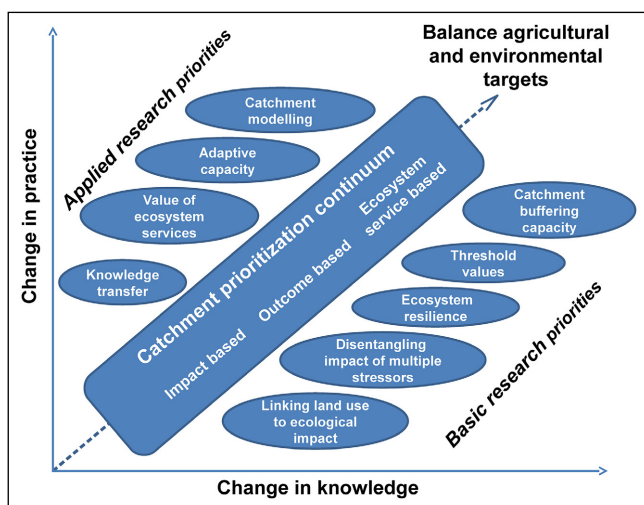 Balance agricultural
and environmental
targets
Change in practice
Applied research priorities
Catchment
modelling
Adaptive
capacity
Value of
ecosystem
services
Knowledge
transfer
Catchment prioritization continuum
Impact based
Outcome based
Ecosystem
service based
Catchment
buffering
capacity
Threshold
values
Ecosystem
resilience
Disentangling
impact of multiple
stressors
Linking land use
to ecological
impact
Basic research priorities
Change in knowledge